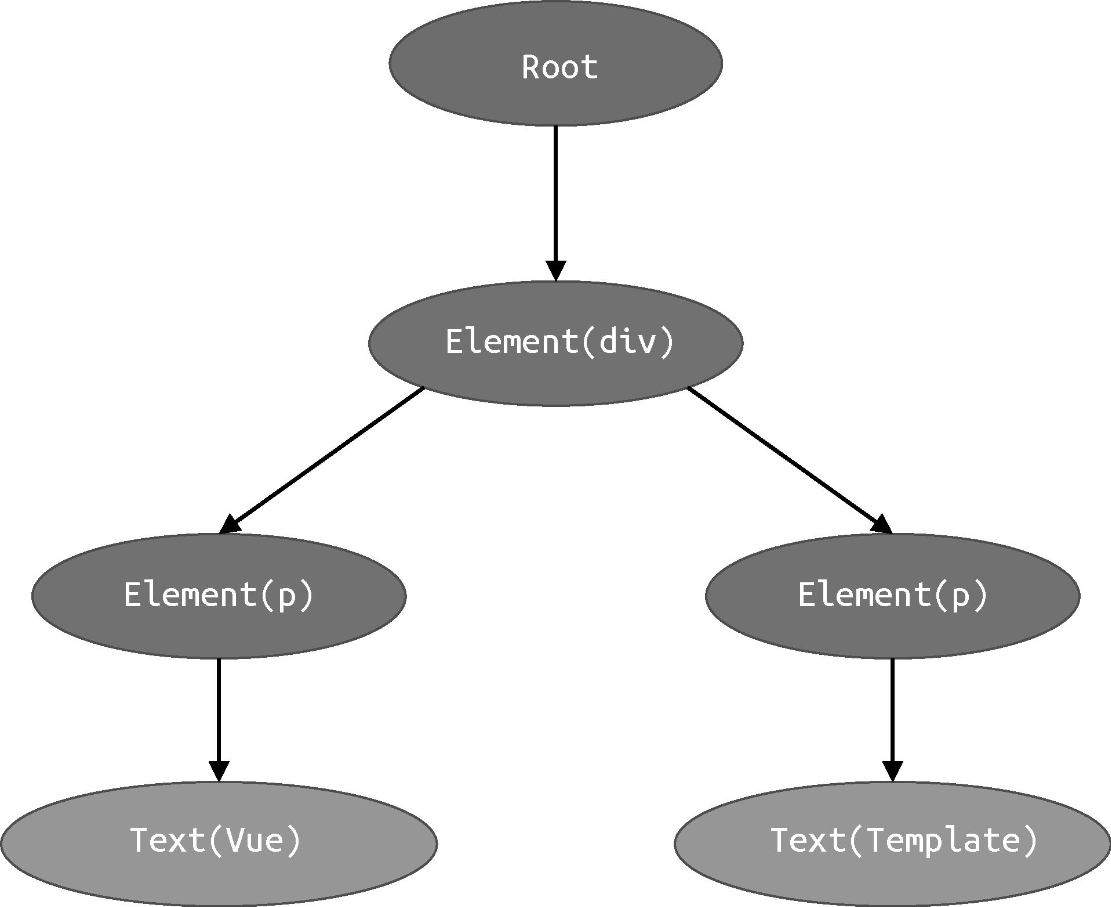 Root
Element(div)
Element(p)
Element(p)
Text(Vue)
Text(Template)